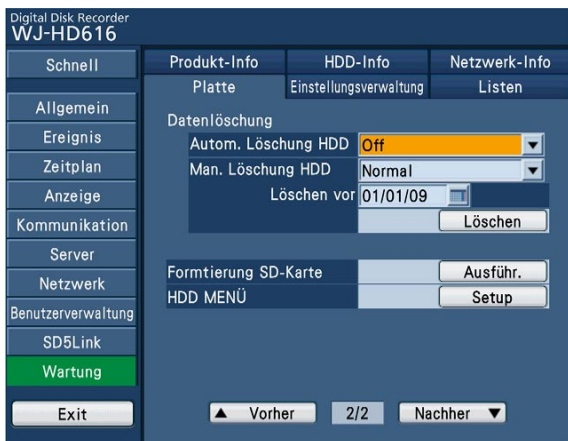 Digital Disk Recorder
WJ-HD616
Schnell
Allgemein
Ereignis
Zeitplan
Anzeige
Kommunikation
Server
Netzwerk
Benutzerverwaltung
SD5Link
Wartung
Exit
Produkt-Info HDD-Info Netzwerk-Info
Platte Einstellungsverwaltung Listen
Datenlöschung
Autom. Löschung HDD Off
Man. Löschung HDD Normal
Löschen vor 01/01/09
Löschen
Formtierung SD-Karte Ausführ.
HDD MENÜ Setup
▲ Vorher 2/2 Nachher ▼